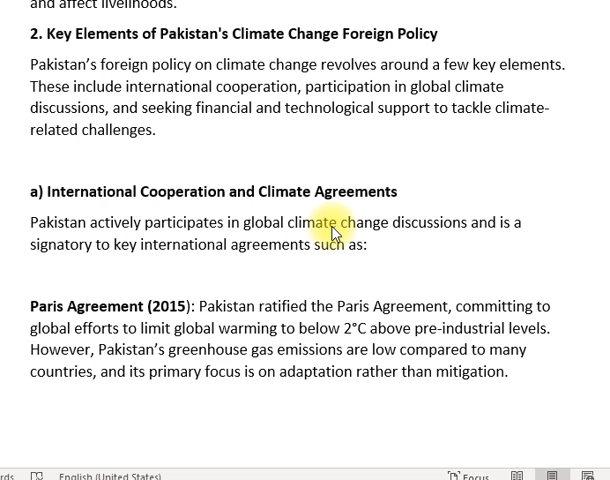 and affect livelihoods.
2. Key Elements of Pakistan's Climate Change Foreign Policy
Pakistan's foreign policy on climate change revolves around a few key elements.
These include international cooperation, participation in global climate
discussions, and seeking financial and technological support to tackle climate-
related challenges.
a) International Cooperation and Climate Agreements
Pakistan actively participates in global climate change discussions and is a
signatory to key international agreements such as:
Paris Agreement (2015): Pakistan ratified the Paris Agreement, committing to
global efforts to limit global warming to below 2°C above pre-industrial levels.
However, Pakistan's greenhouse gas emissions are low compared to many
countries, and its primary focus is on adaptation rather than mitigation.
English (United States) Focus